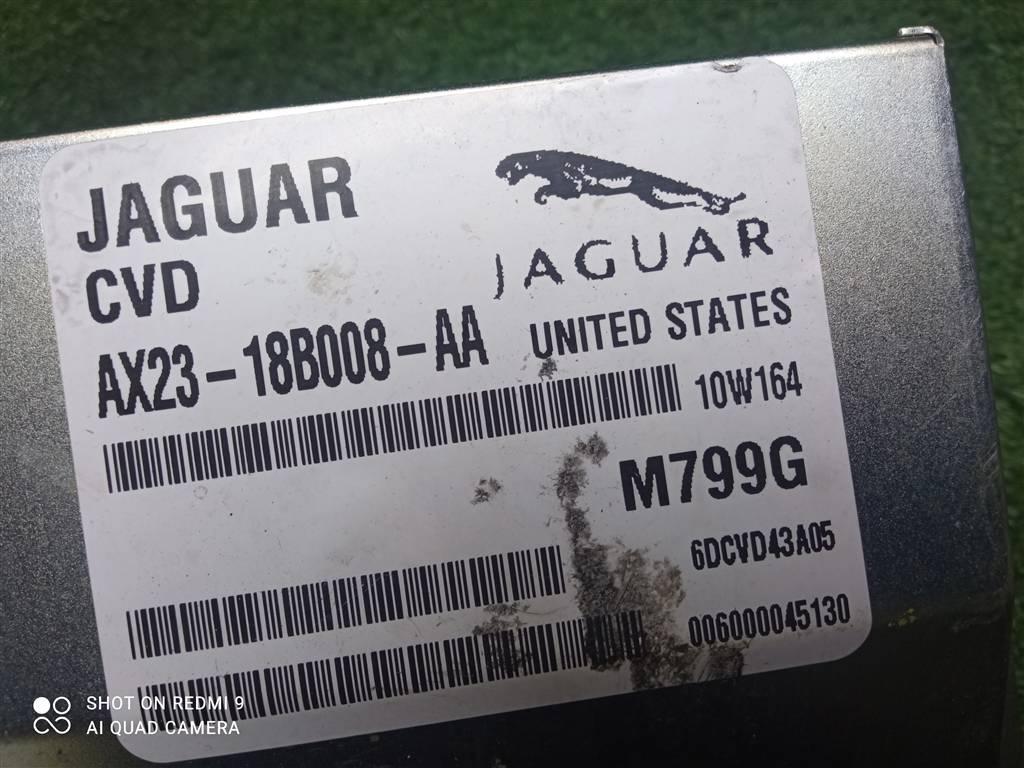 JAGUAR
CVD
JAGUAR
AX23-18B008-AA
UNITED STATES
10W164
M799G
6DCVD43A05
006000045130
SHOT ON REDMI 9
AI QUAD CAMERA